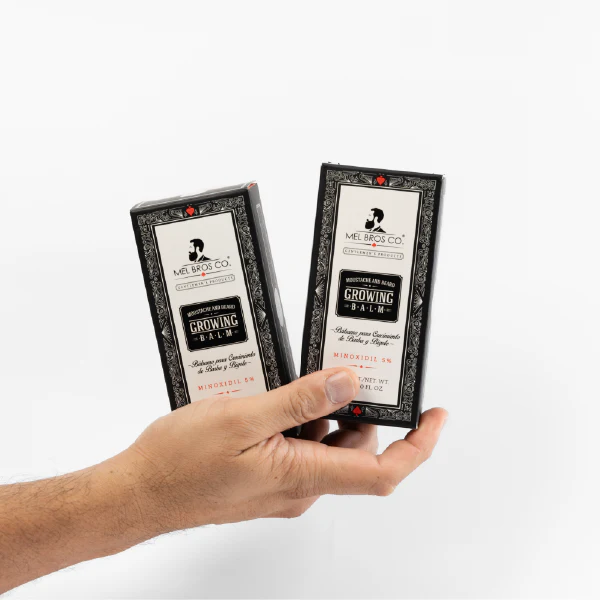 MEL BROS CO.®
GENTLEMEN'S PRODUCTS
MOUSTACHE AND BEARD
GROWING
B·A·L·M
Bálsamo para Crecimiento
de Barba y Bigote
MINOXIDIL 5%
MEL BROS CO.®
GENTLEMEN'S PRODUCTS
MOUSTACHE AND BEARD
GROWING
B·A·L·M
Bálsamo para Crecimiento
de Barba y Bigote
MINOXIDIL 5%
/NET WT
FL OZ